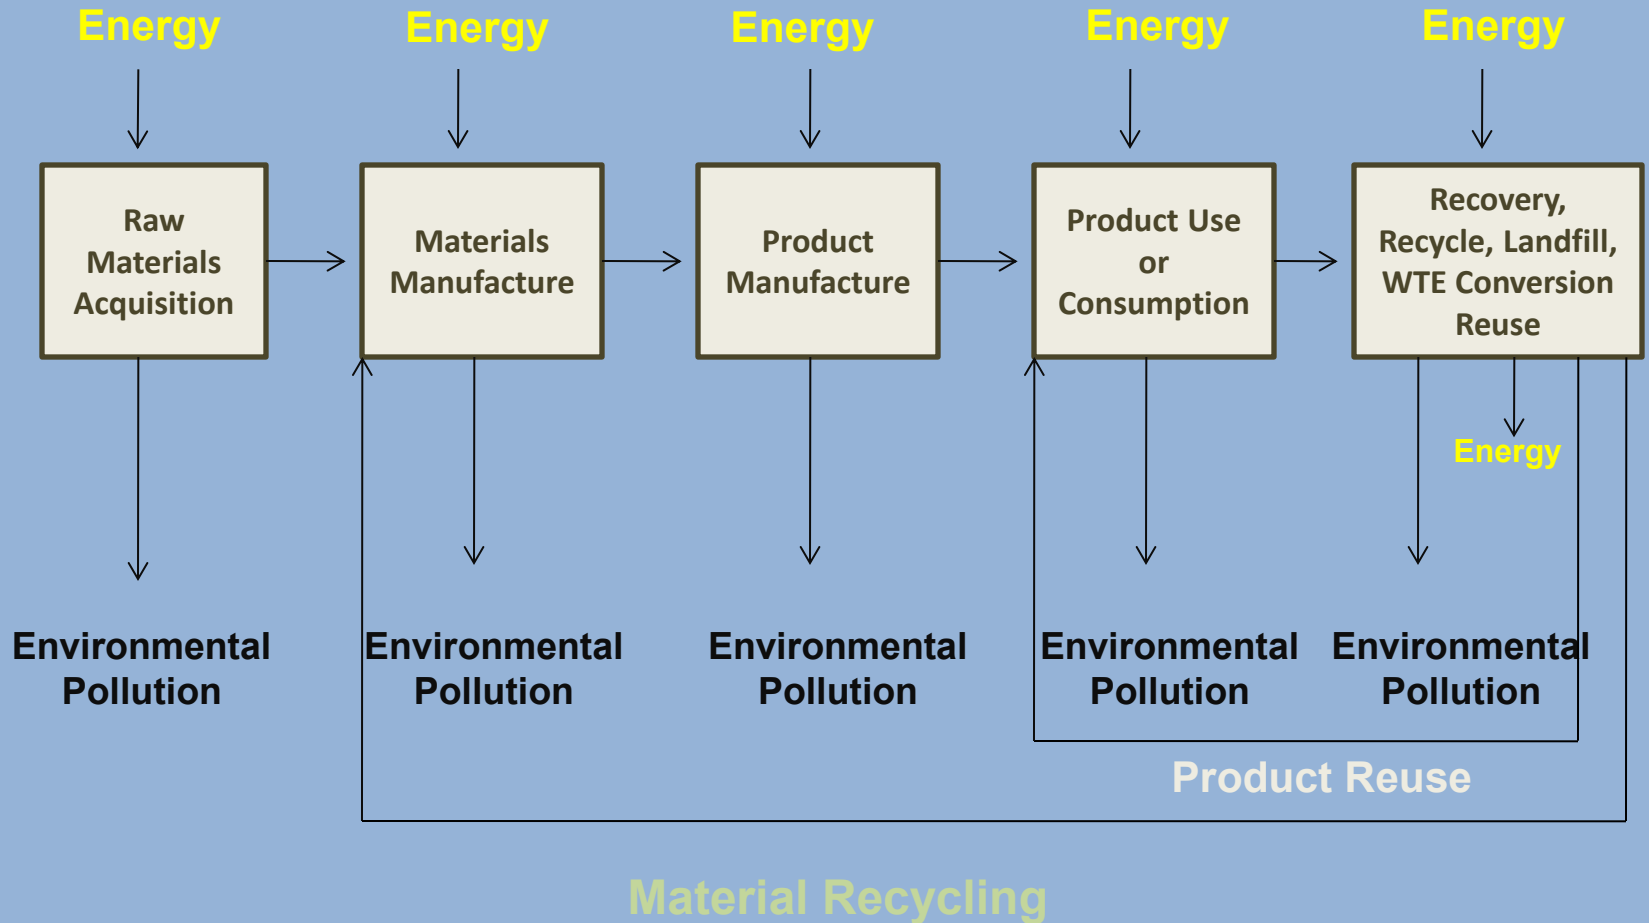 Energy
Energy
Energy
Energy
Energy
Raw
Materials
Acquisition
Materials
Manufacture
Product
Manufacture
Product Use
or
Consumption
Recovery,
Recycle, Landfill,
WTE Conversion
Reuse
Energy
Environmental
Pollution
Environmental
Pollution
Environmental
Pollution
Environmental
Pollution
Environmental
Pollution
Product Reuse
Material Recycling